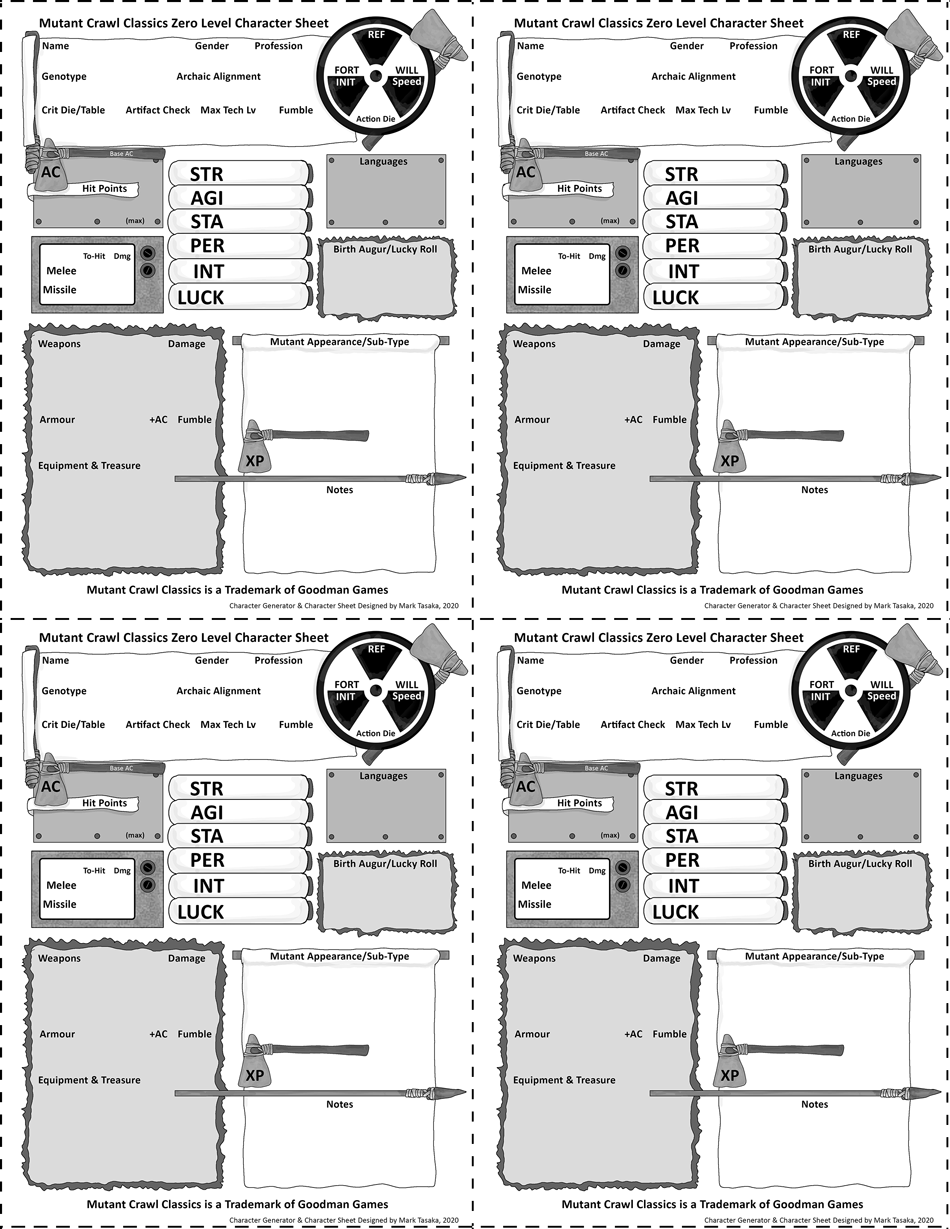 Mutant Crawl Classics Zero Level Character Sheet
Name Gender Profession
REF
Genotype Archaic Alignment
FORT WILL
INIT Speed
Crit Die/Table Artifact Check Max Tech Lv Fumble
Action Die
Base AC
AC
Hit Points
(max)
STR
AGI
STA
PER
INT
LUCK
Languages
Birth Augur/Lucky Roll
To-Hit Dmg
Melee
Missile
Weapons Damage
Armour +AC Fumble
Equipment & Treasure
Mutant Appearance/Sub-Type
XP
Notes
Mutant Crawl Classics is a Trademark of Goodman Games
Character Generator & Character Sheet Designed by Mark Tasaka, 2020
Mutant Crawl Classics Zero Level Character Sheet
Name Gender Profession
REF
Genotype Archaic Alignment
FORT WILL
INIT Speed
Crit Die/Table Artifact Check Max Tech Lv Fumble
Action Die
Base AC
AC
Hit Points
(max)
STR
AGI
STA
PER
INT
LUCK
Languages
Birth Augur/Lucky Roll
To-Hit Dmg
Melee
Missile
Weapons Damage
Armour +AC Fumble
Equipment & Treasure
Mutant Appearance/Sub-Type
XP
Notes
Mutant Crawl Classics is a Trademark of Goodman Games
Character Generator & Character Sheet Designed by Mark Tasaka, 2020
Mutant Crawl Classics Zero Level Character Sheet
Name Gender Profession
REF
Genotype Archaic Alignment
FORT WILL
INIT Speed
Crit Die/Table Artifact Check Max Tech Lv Fumble
Action Die
Base AC
AC
Hit Points
(max)
STR
AGI
STA
PER
INT
LUCK
Languages
Birth Augur/Lucky Roll
To-Hit Dmg
Melee
Missile
Weapons Damage
Armour +AC Fumble
Equipment & Treasure
Mutant Appearance/Sub-Type
XP
Notes
Mutant Crawl Classics is a Trademark of Goodman Games
Character Generator & Character Sheet Designed by Mark Tasaka, 2020
Mutant Crawl Classics Zero Level Character Sheet
Name Gender Profession
REF
Genotype Archaic Alignment
FORT WILL
INIT Speed
Crit Die/Table Artifact Check Max Tech Lv Fumble
Action Die
Base AC
AC
Hit Points
(max)
STR
AGI
STA
PER
INT
LUCK
Languages
Birth Augur/Lucky Roll
To-Hit Dmg
Melee
Missile
Weapons Damage
Armour +AC Fumble
Equipment & Treasure
Mutant Appearance/Sub-Type
XP
Notes
Mutant Crawl Classics is a Trademark of Goodman Games
Character Generator & Character Sheet Designed by Mark Tasaka, 2020